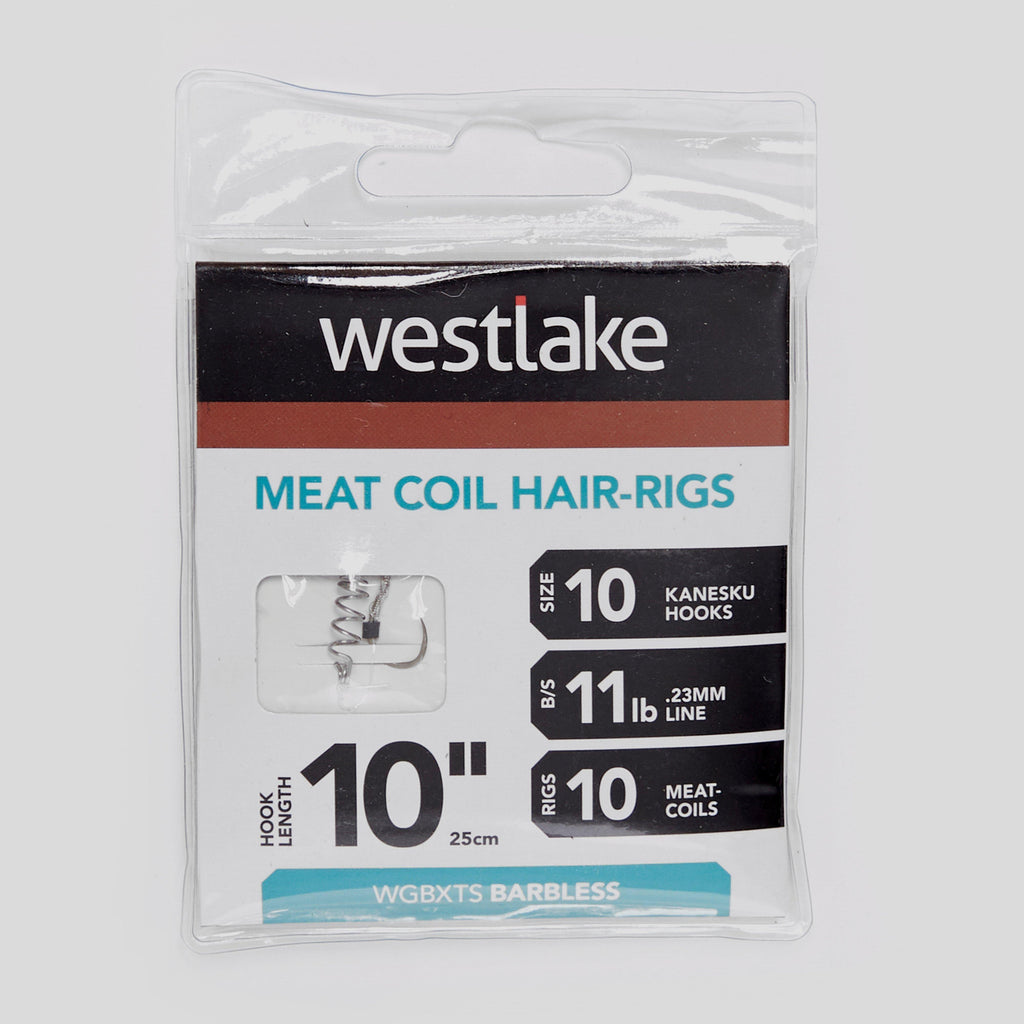 westlake
MEAT COIL HAIR-RIGS
SIZE 10 KANESKU
HOOKS
B/S 11lb .23MM
LINE
RIGS 10 MEAT-
COILS
HOOK
LENGTH
10"
25cm
WGBXTS BARBLESS